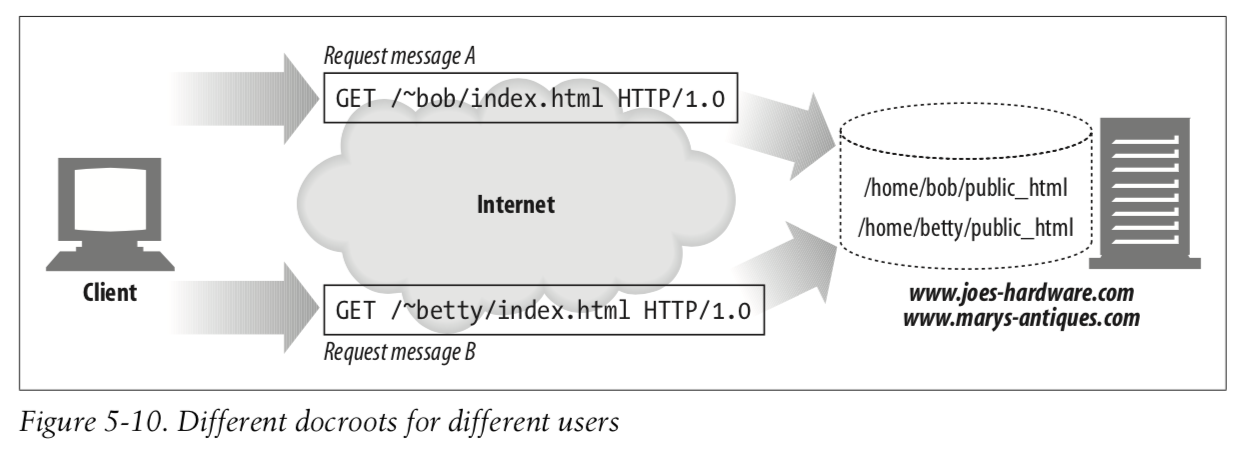 Request message A
GET /~bob/index.html HTTP/1.0
Internet
Client
/home/bob/public_html
/home/betty/public_html
GET /~betty/index.html HTTP/1.0
Request message B
www.joes-hardware.com
www.marys-antiques.com
Figure 5-10. Different docroots for different users